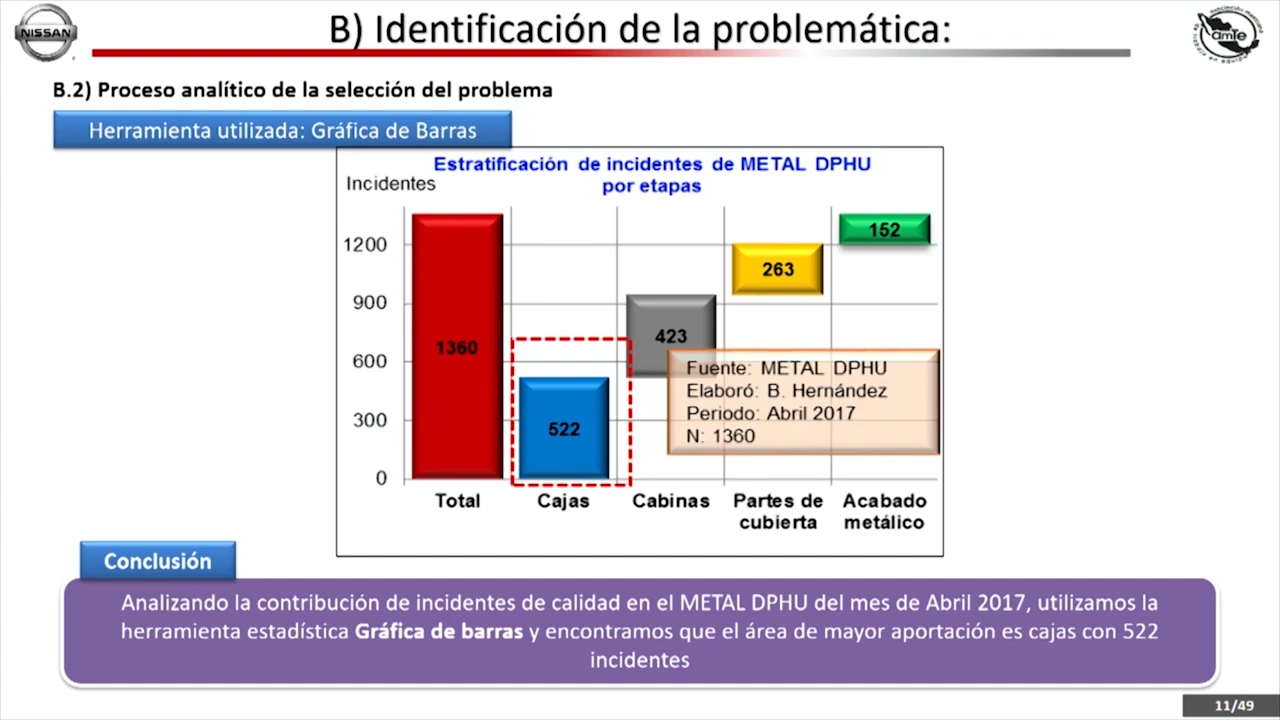 NISSAN
B) Identificación de la problemática:
amTe
B.2) Proceso analítico de la selección del problema
Herramienta utilizada: Gráfica de Barras
Estratificación de incidentes de METAL DPHU
por etapas
Incidentes
1200
900
600
300
0
1360
522
423
263
152
Fuente: METAL DPHU
Elaboró: B. Hernández
Periodo: Abril 2017
N: 1360
Total
Cajas
Cabinas
Partes de
cubierta
Acabado
metálico
Conclusión
Analizando la contribución de incidentes de calidad en el METAL DPHU del mes de Abril 2017, utilizamos la
herramienta estadística Gráfica de barras y encontramos que el área de mayor aportación es cajas con 522
incidentes
11/49